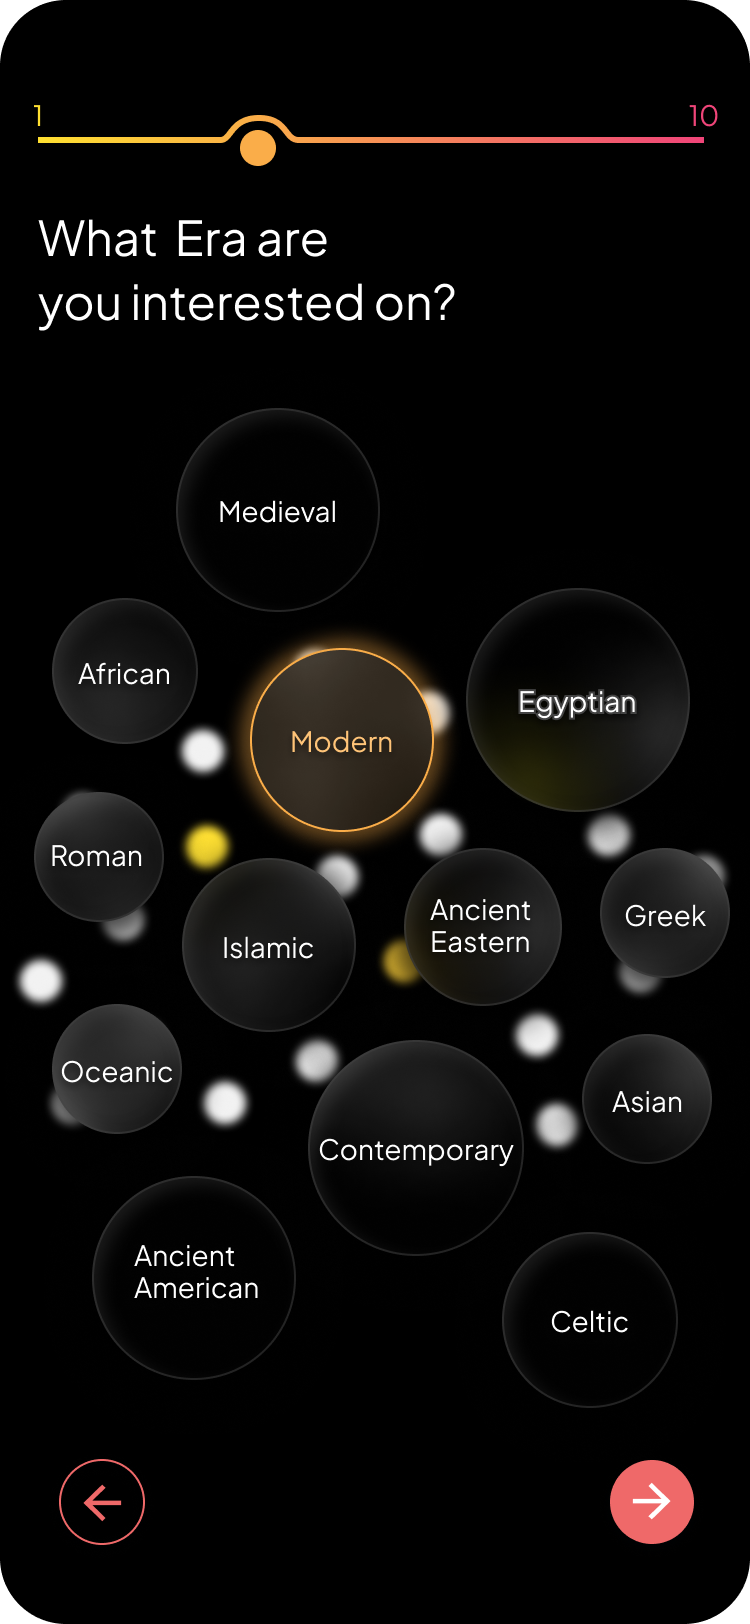 1
10
What Era are
you interested on?
Medieval
African
Egyptian
Modern
Roman
Ancient
Eastern
Greek
Islamic
Oceanic
Asian
Contemporary
Ancient
American
Celtic